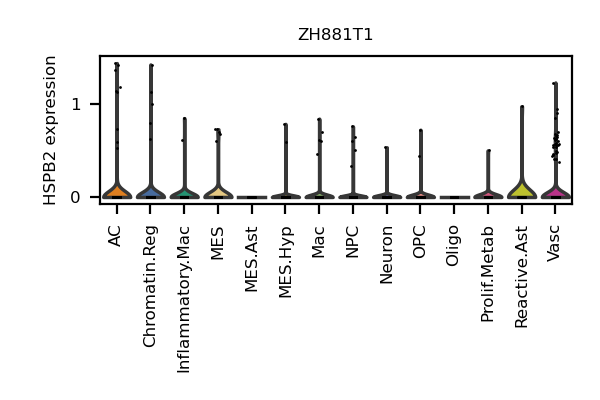 ZH881T1
HSPB2 expression
1
0
AC
Chromatin.Reg
Inflammatory.Mac
MES
MES.Ast
MES.Hyp
Mac
NPC
Neuron
OPC
Oligo
Prolif.Metab
Reactive.Ast
Vasc